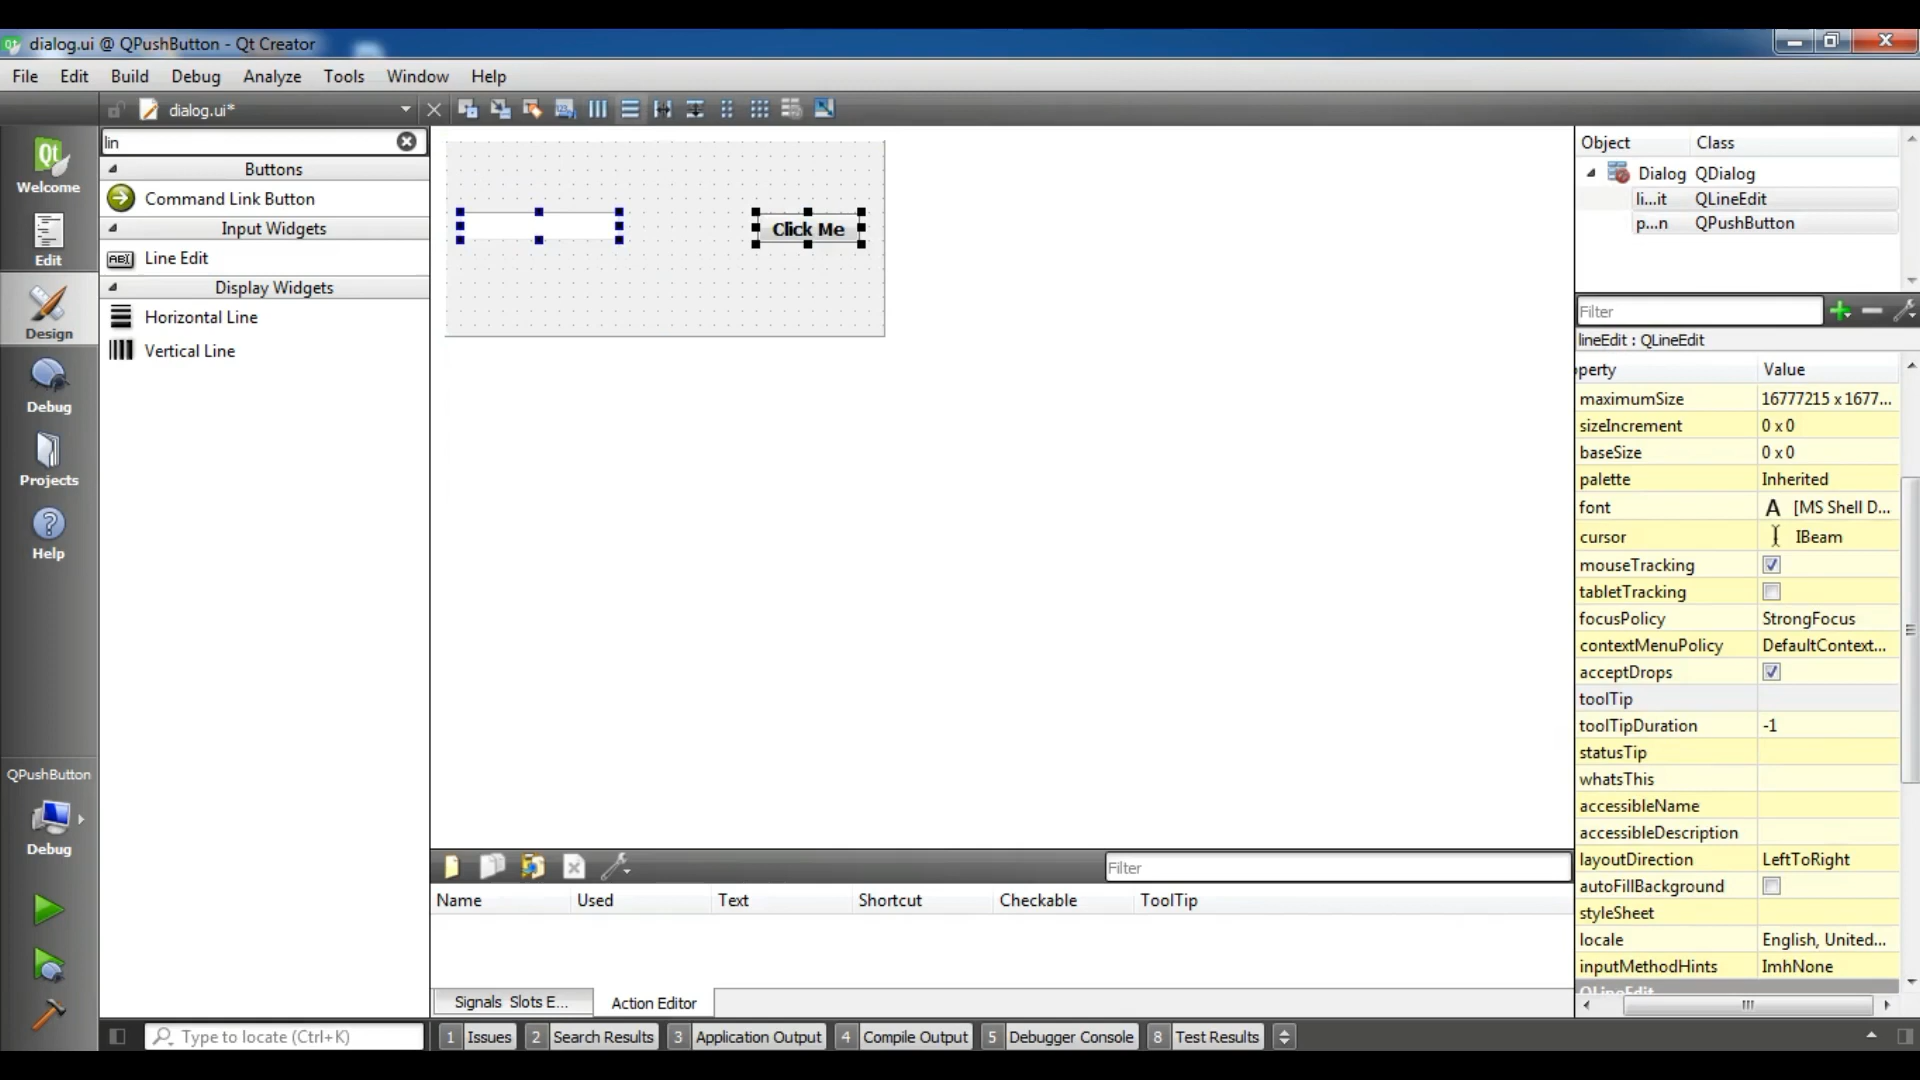 dialog.ui @ QPushButton - Qt Creator
File Edit Build Debug Analyze Tools Window Help
dialog.ui*
lin
Buttons
Command Link Button
Input Widgets
Line Edit
Display Widgets
Horizontal Line
Vertical Line
Welcome
Edit
Design
Debug
Projects
Help
QPushButton
Debug
Click Me
Object Class
Dialog QDialog
li...it QLineEdit
p...n QPushButton
Filter
lineEdit : QLineEdit
perty Value
maximumSize 16777215 x 1677...
sizeIncrement 0 x 0
baseSize 0 x 0
palette Inherited
font A [MS Shell D...
cursor IBeam
mouseTracking
tabletTracking
focusPolicy StrongFocus
contextMenuPolicy DefaultContext...
acceptDrops
toolTip
toolTipDuration -1
statusTip
whatsThis
accessibleName
accessibleDescription
layoutDirection LeftToRight
autoFillBackground
styleSheet
locale English, United...
inputMethodHints ImhNone
QLineEdit
Filter
Name Used Text Shortcut Checkable ToolTip
Signals Slots E... Action Editor
Type to locate (Ctrl+K) 1 Issues 2 Search Results 3 Application Output 4 Compile Output 5 Debugger Console 8 Test Results